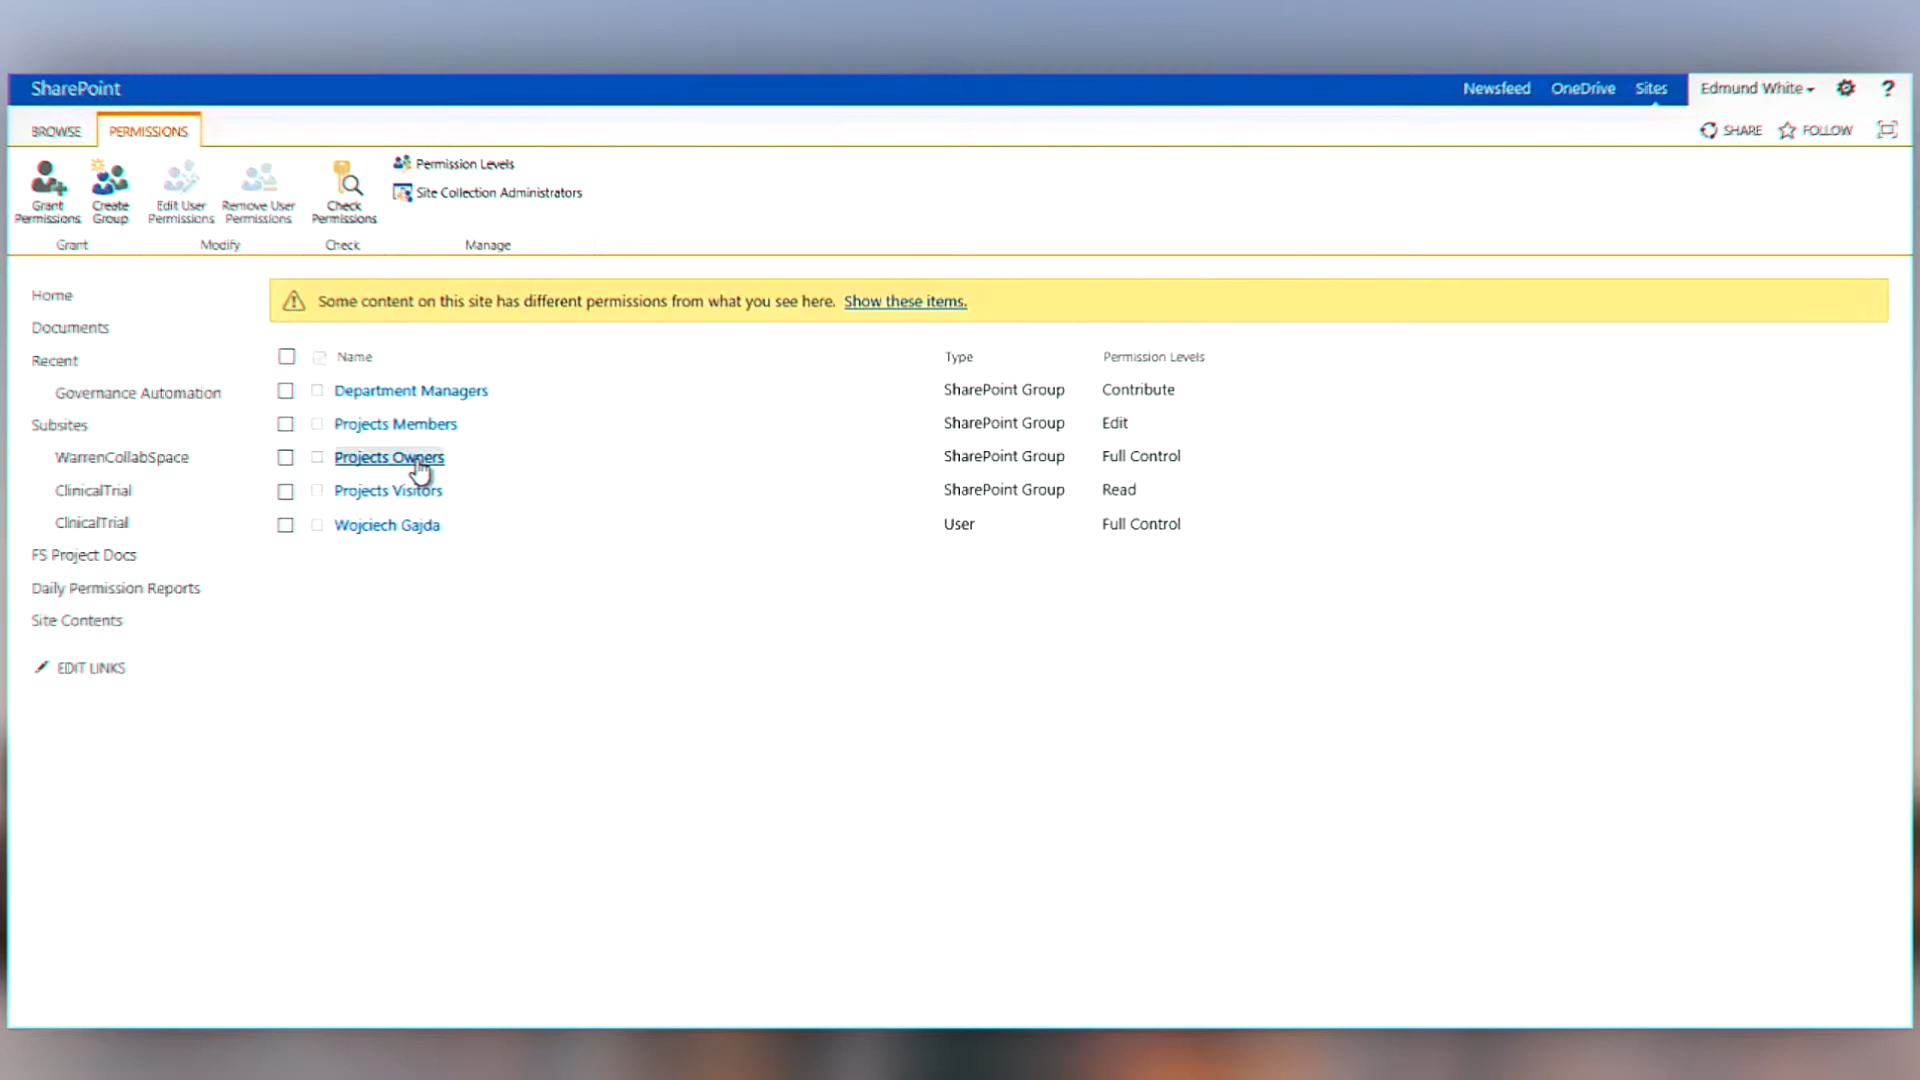 SharePoint
Newsfeed OneDrive Sites Edmund White ?
BROWSE PERMISSIONS
SHARE FOLLOW
Grant Permissions
Create Group
Edit User Permissions
Remove User Permissions
Check Permissions
Permission Levels
Site Collection Administrators
Grant Modify Check Manage
Home
Documents
Recent
Governance Automation
Subsites
WarrenCollabSpace
ClinicalTrial
ClinicalTrial
FS Project Docs
Daily Permission Reports
Site Contents
EDIT LINKS
Some content on this site has different permissions from what you see here. Show these items.
Name Type Permission Levels
Department Managers SharePoint Group Contribute
Projects Members SharePoint Group Edit
Projects Owners SharePoint Group Full Control
Projects Visitors SharePoint Group Read
Wojciech Gajda User Full Control